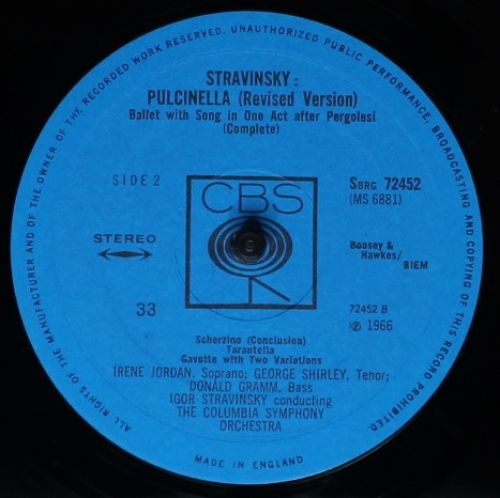 ALL RIGHTS OF THE MANUFACTURER AND OF THE OWNER OF THE RECORDED WORK RESERVED. UNAUTHORIZED PUBLIC PERFORMANCE, BROADCASTING AND COPYING OF THIS RECORD PROHIBITED.
STRAVINSKY:
PULCINELLA (Revised Version)
Ballet with Song in One Act after Pergolesi
(Complete)
SIDE 2
CBS
SBRG 72452
(MS 6881)
STEREO
Boosey &
Hawkes/
BIEM
33
72452 B
℗ 1966
Scherzino (Conclusion)
Tarantella
Gavotte with Two Variations
IRENE JORDAN, Soprano; GEORGE SHIRLEY, Tenor;
DONALD GRAMM, Bass
IGOR STRAVINSKY conducting
THE COLUMBIA SYMPHONY
ORCHESTRA
MADE IN ENGLAND